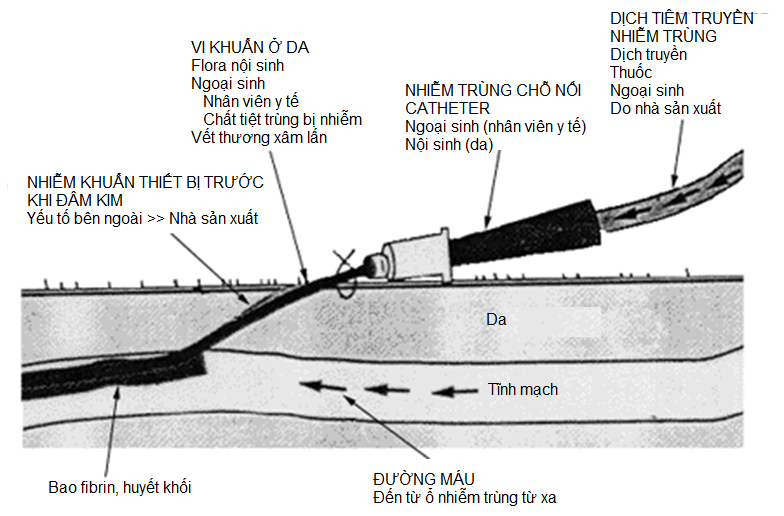 DỊCH TIÊM TRUYỀN
NHIỄM TRÙNG
Dịch truyền
Thuốc
Ngoại sinh
Do nhà sản xuất
VI KHUẨN Ở DA
Flora nội sinh
Ngoại sinh
Nhân viên y tế
Chất tiệt trùng bị nhiễm
Vết thương xâm lấn
NHIỄM TRÙNG CHỖ NỐI
CATHETER
Ngoại sinh (nhân viên y tế)
Nội sinh (da)
NHIỄM KHUẨN THIẾT BỊ TRƯỚC
KHI ĐÂM KIM
Yếu tố bên ngoài >> Nhà sản xuất
Da
Tĩnh mạch
Bao fibrin, huyết khối
ĐƯỜNG MÁU
Đến từ ổ nhiễm trùng từ xa